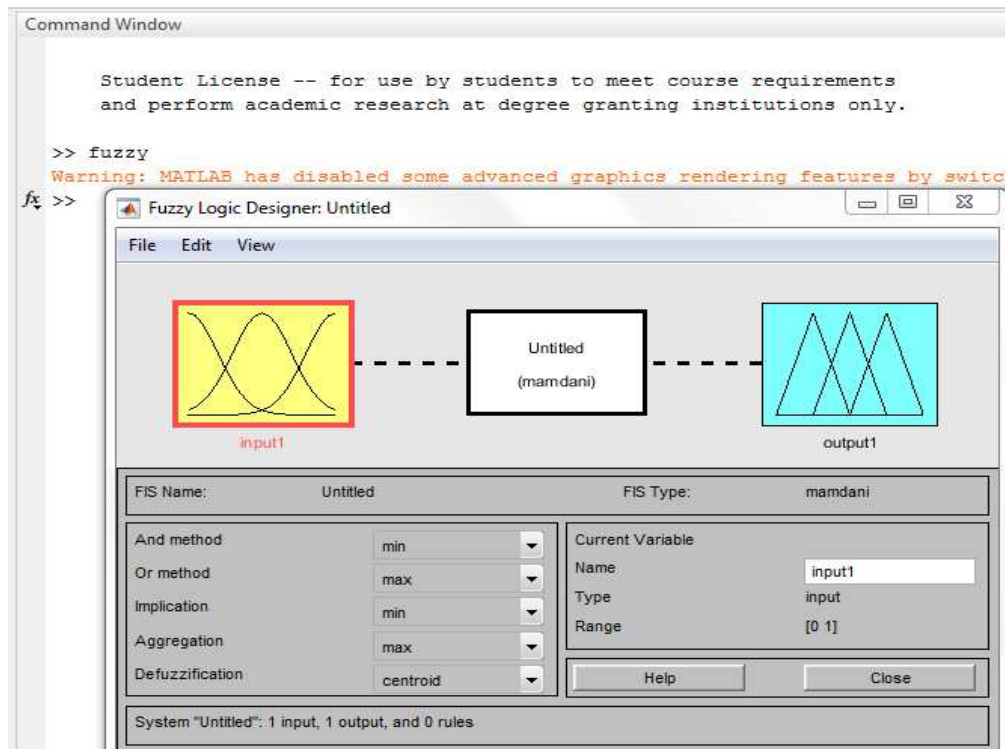 Command Window
Student License -- for use by students to meet course requirements
and perform academic research at degree granting institutions only.
>> fuzzy
Warning: MATLAB has disabled some advanced graphics rendering features by switc
fx >>
Fuzzy Logic Designer: Untitled
File Edit View
Untitled
(mamdani)
input1
output1
FIS Name: Untitled FIS Type: mamdani
And method min
Or method max
Implication min
Aggregation max
Defuzzification centroid
Current Variable
Name input1
Type input
Range [0 1]
Help Close
System "Untitled": 1 input, 1 output, and 0 rules